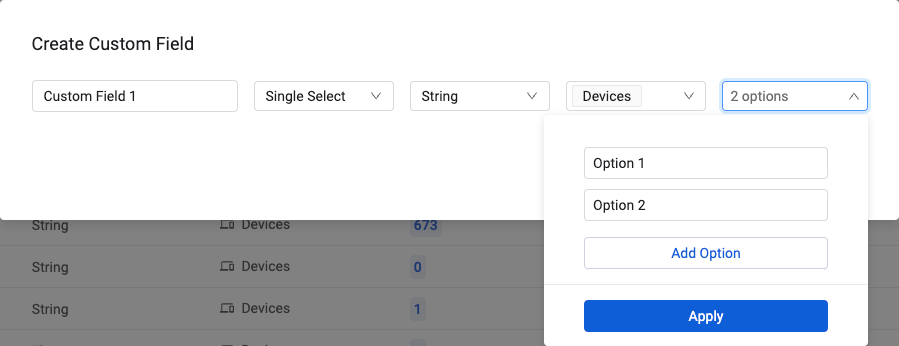 Create Custom Field
Custom Field 1 Single Select String Devices 2 options
Option 1
Option 2
Add Option
Apply
String Devices 673
String Devices 0
String Devices 1